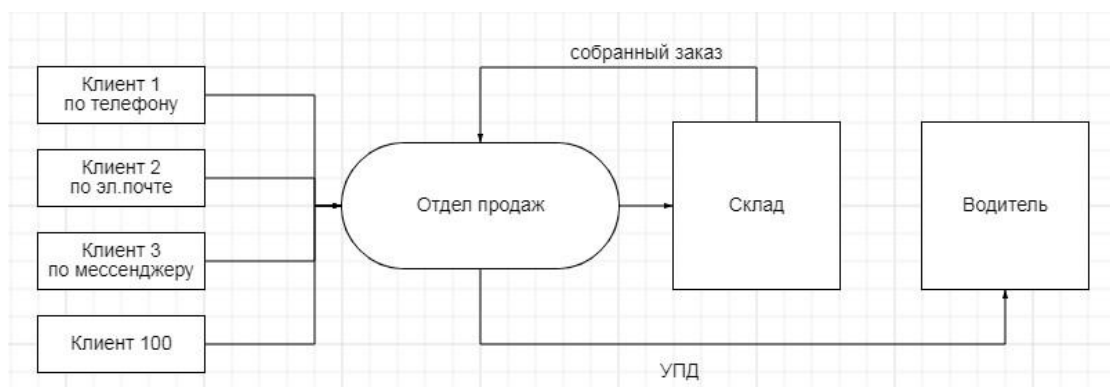 собранный заказ
Клиент 1
по телефону
Клиент 2
по эл.почте
Клиент 3
по мессенджеру
Клиент 100
Отдел продаж
Склад
Водитель
УПД